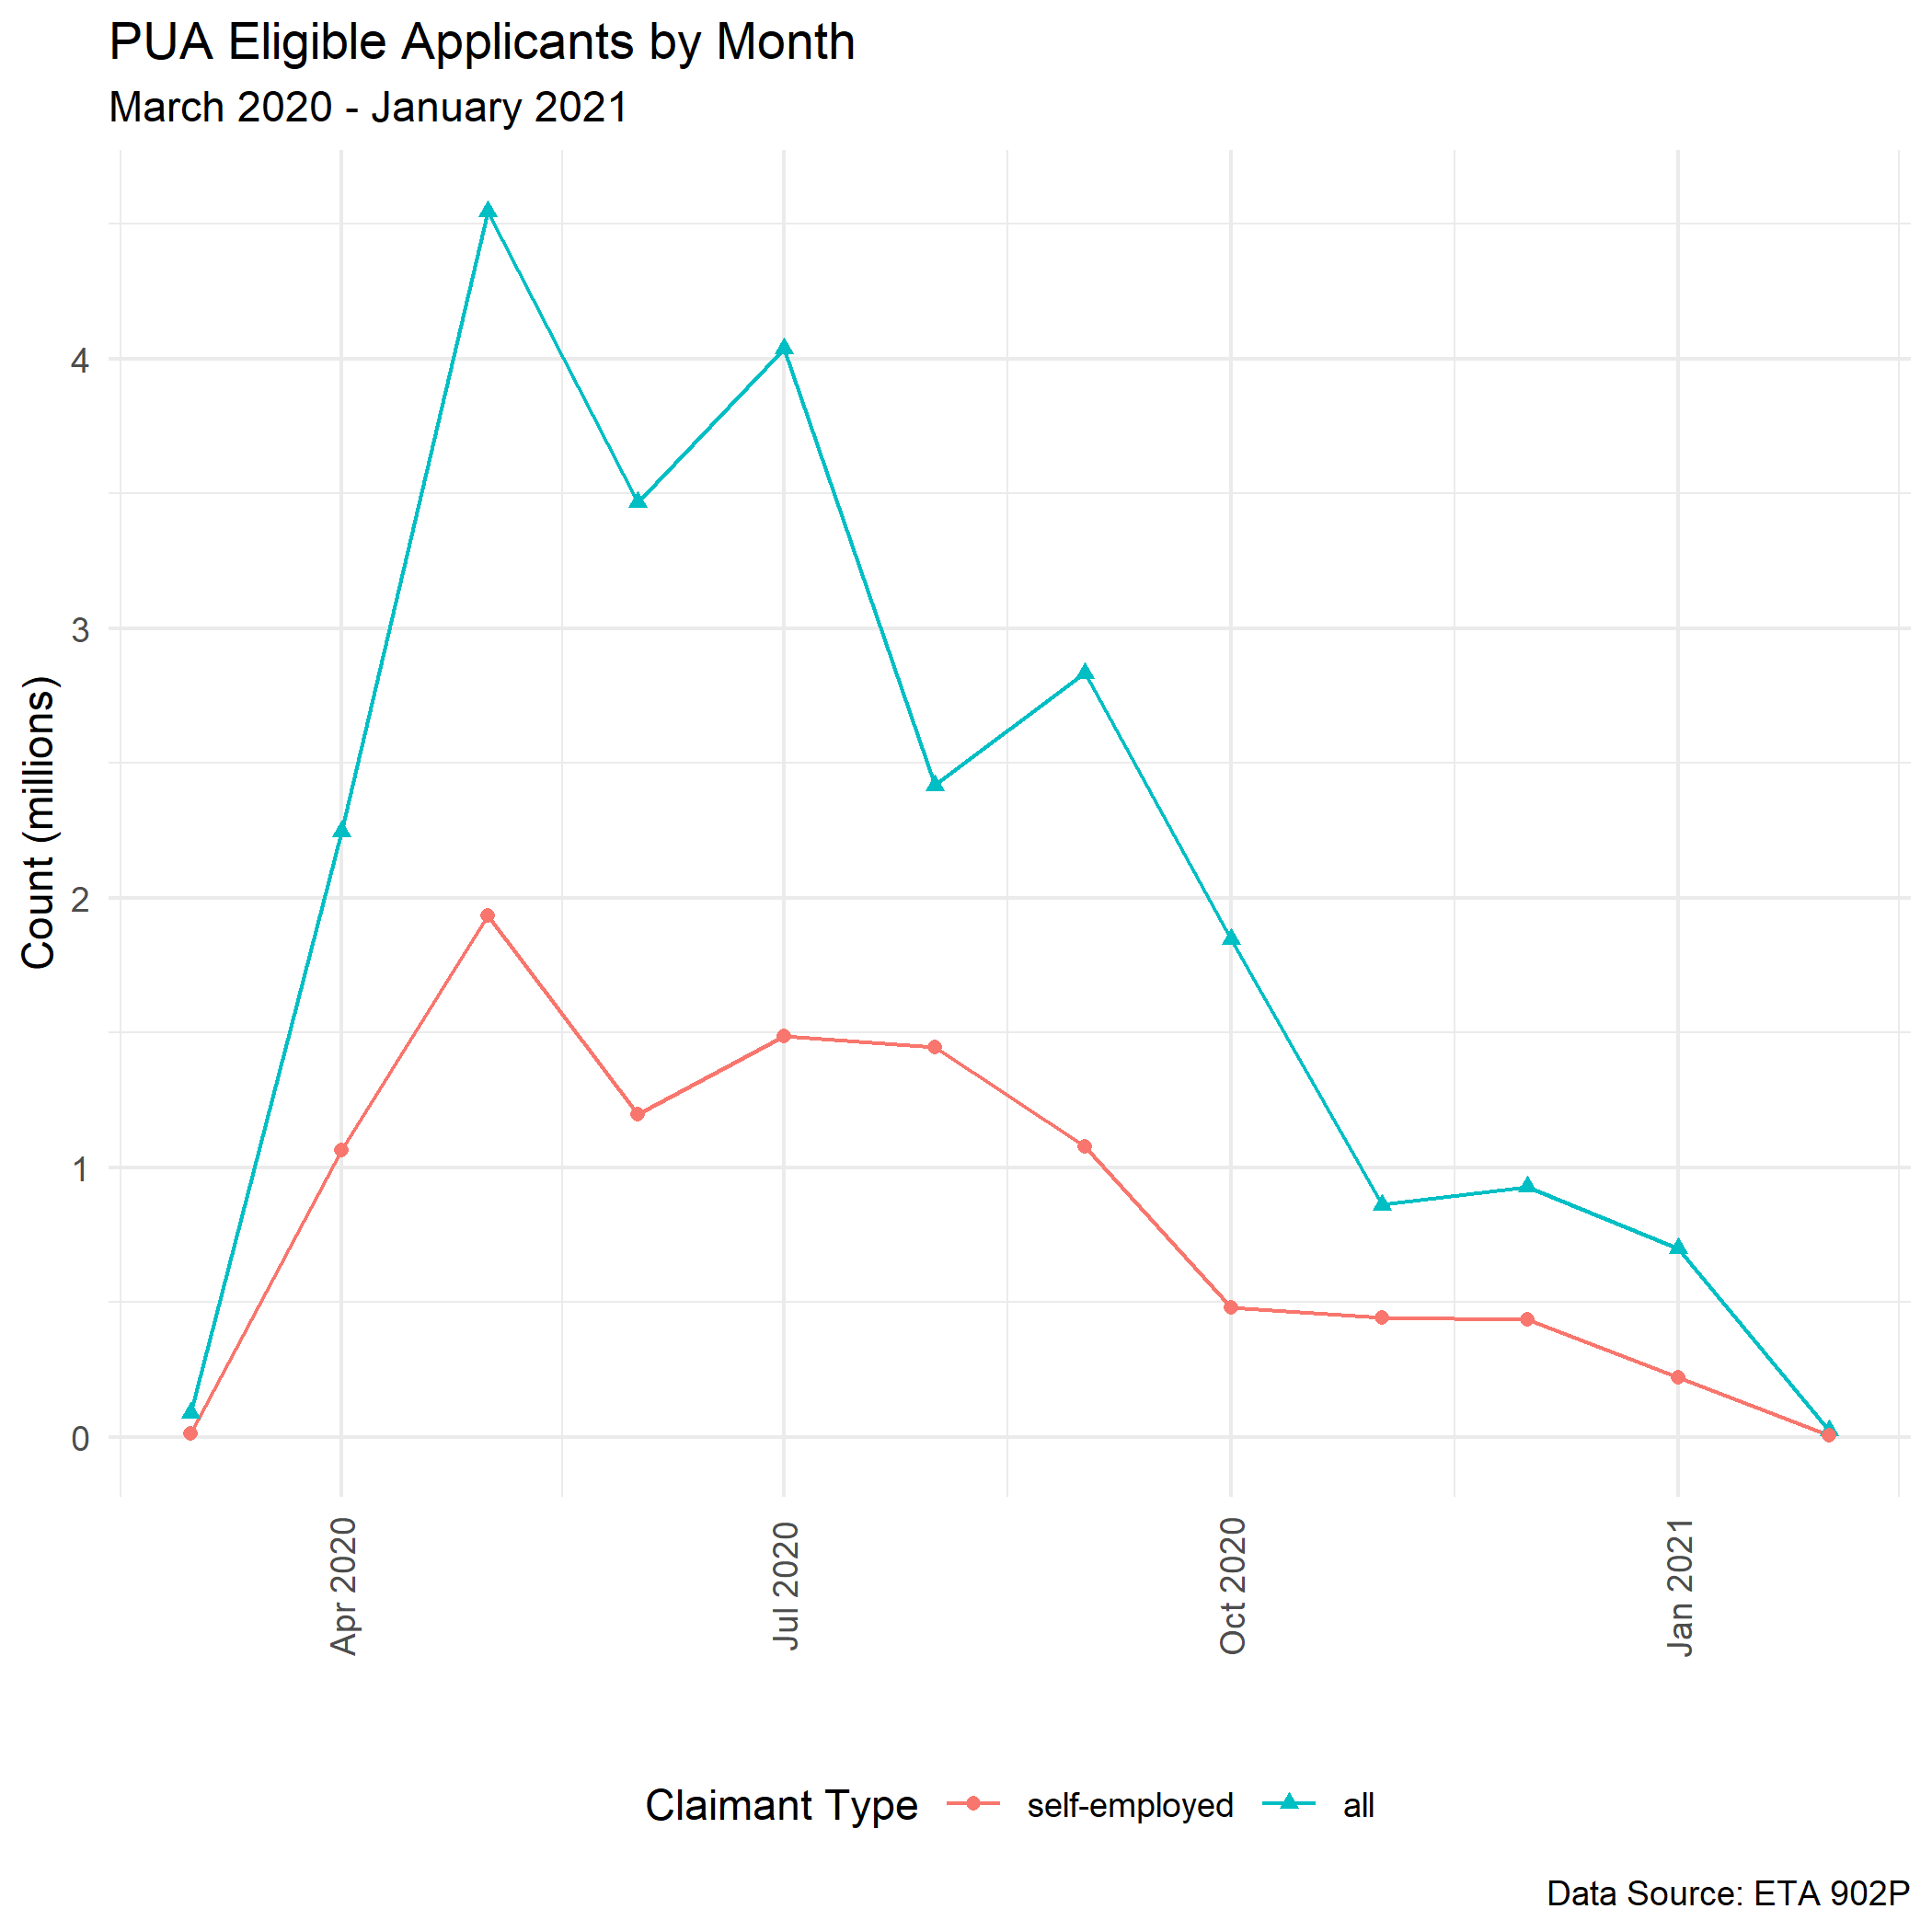 PUA Eligible Applicants by Month
March 2020 - January 2021
Count (millions)
4
3
2
1
0
Apr 2020
Jul 2020
Oct 2020
Jan 2021
Claimant Type
self-employed
all
Data Source: ETA 902P